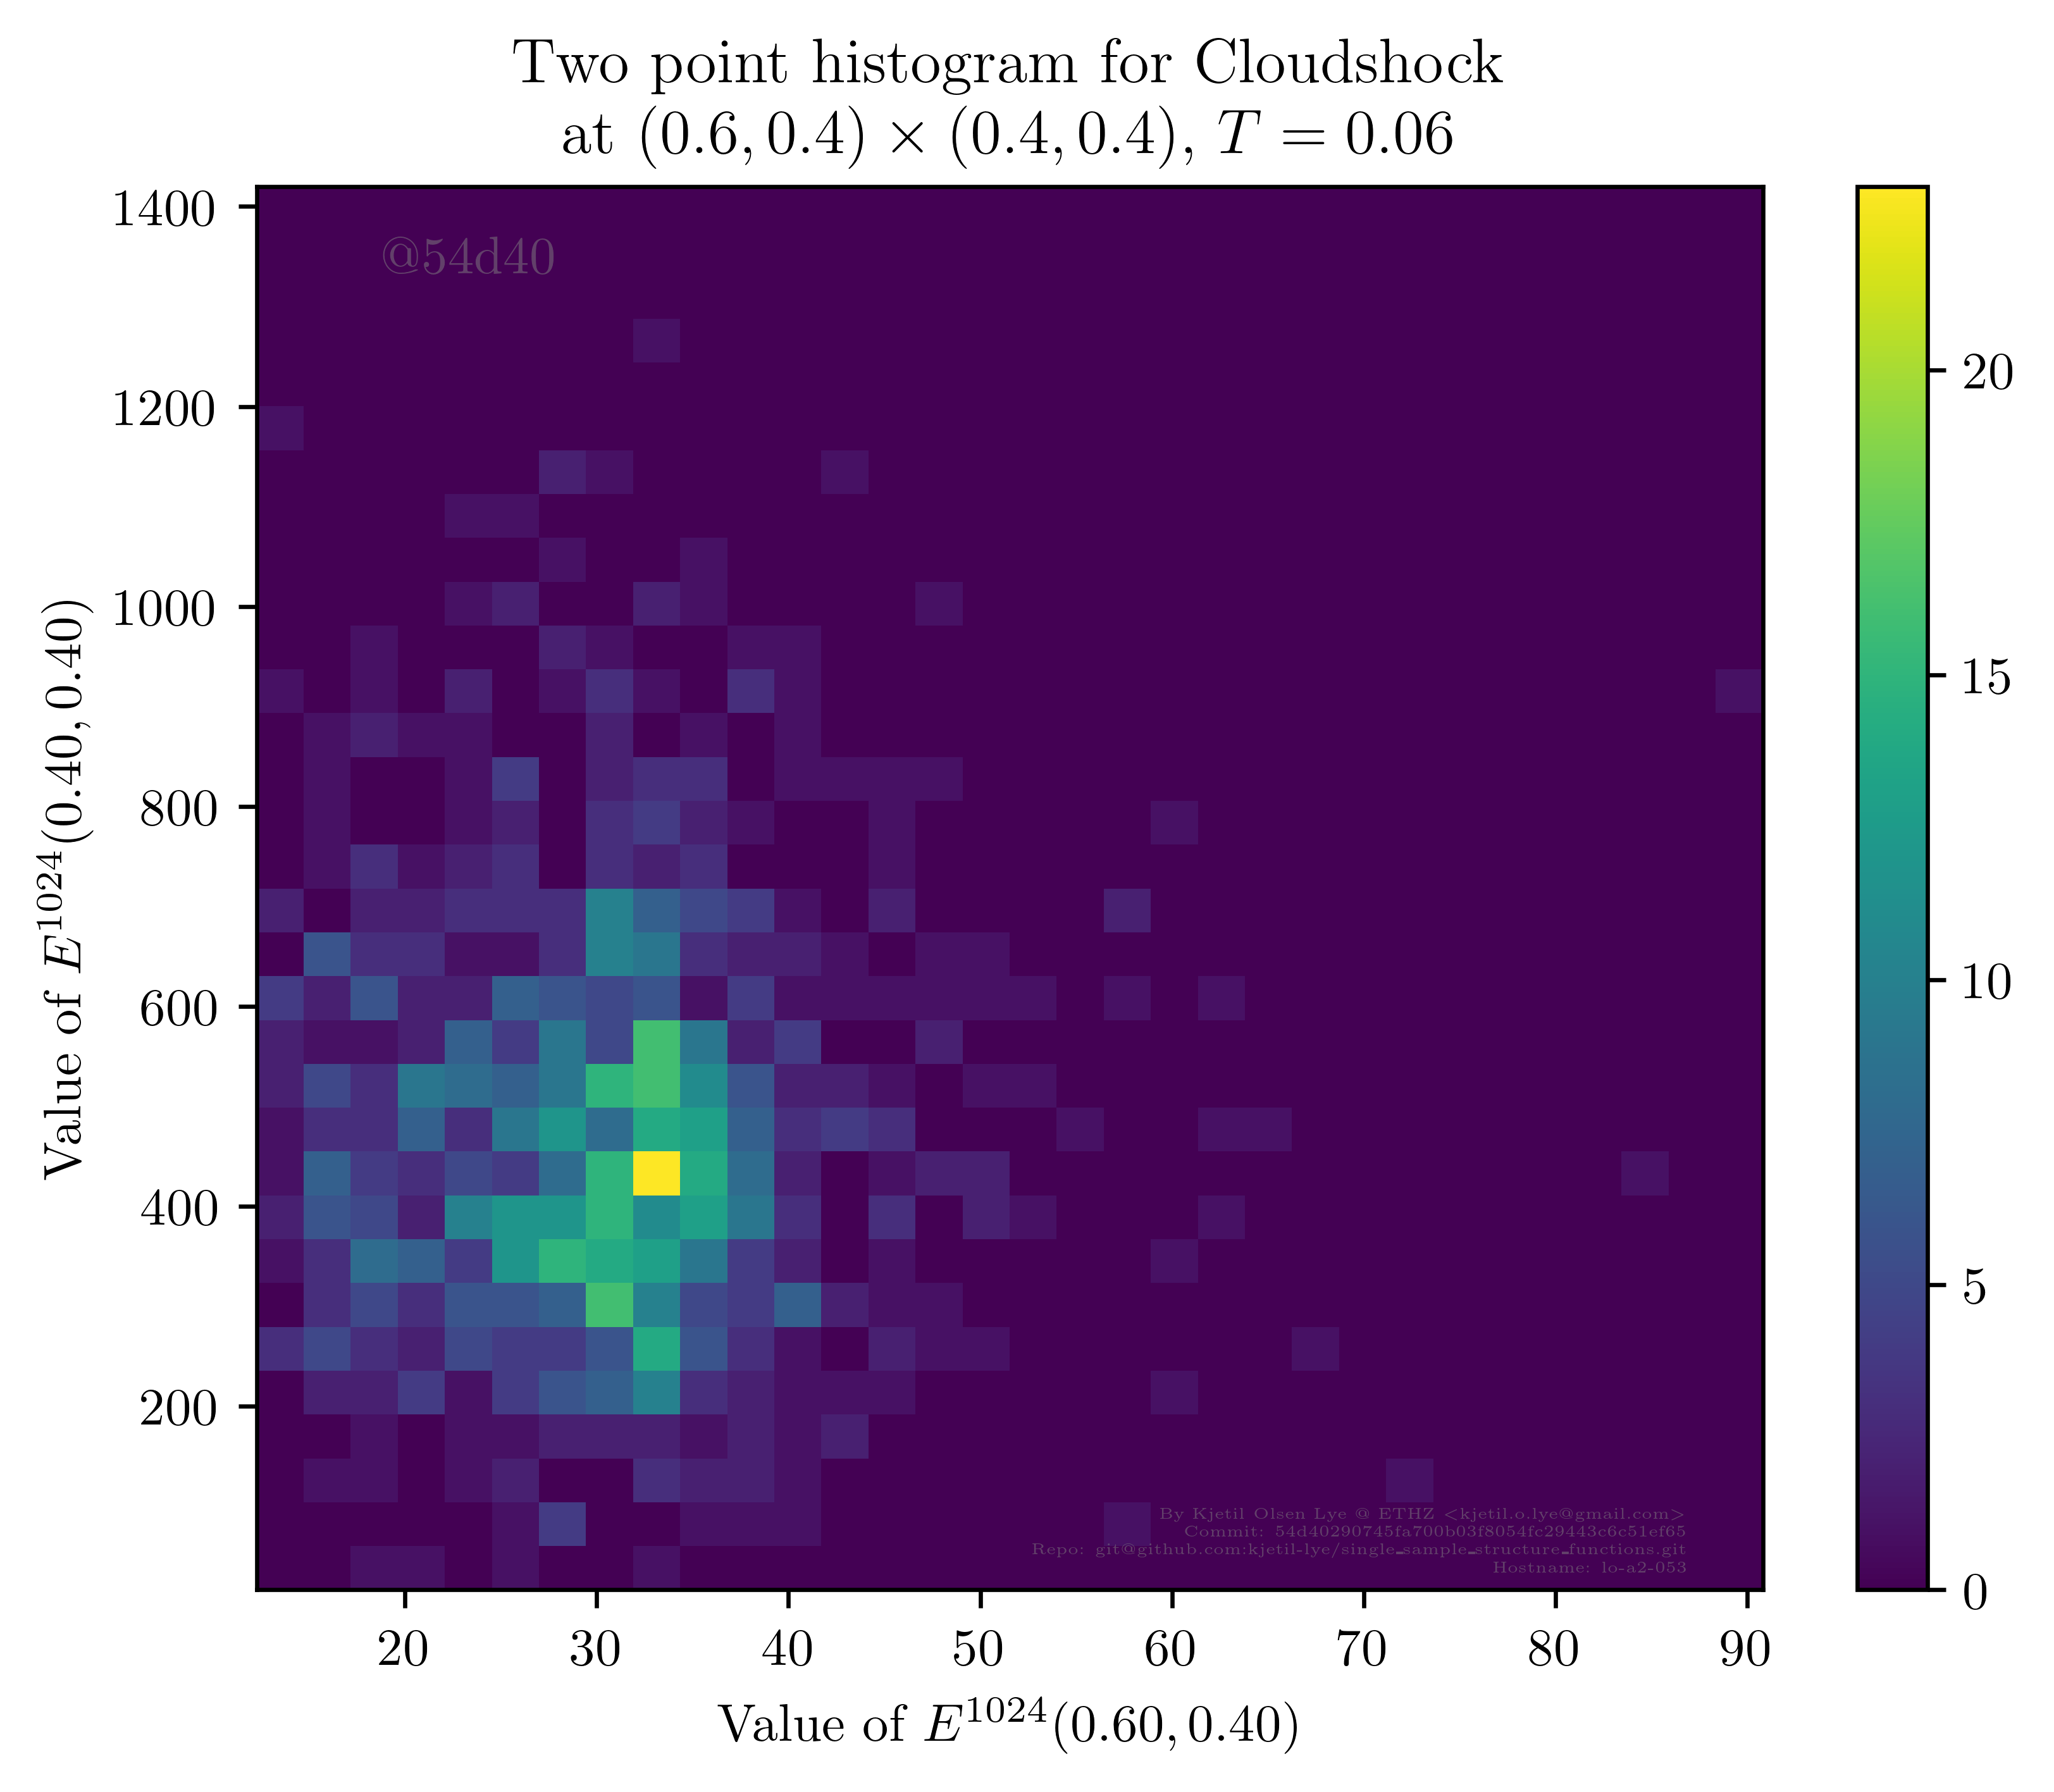 Two point histogram for Cloudshock
at (0.6, 0.4) × (0.4, 0.4), T = 0.06
@54d40
1400
1200
1000
800
600
400
200
Value of E^1024(0.40, 0.40)
20
15
10
5
0
By Kjetil Olsen Lye @ ETHZ <kjetil.o.lye@gmail.com>
Commit: 54d40290745fa700b03f8054fc29443c6c51ef65
Repo: git@github.com:kjetil-lye/single_sample_structure_functions.git
Hostname: lo-a2-053
20 30 40 50 60 70 80 90
Value of E^1024(0.60, 0.40)